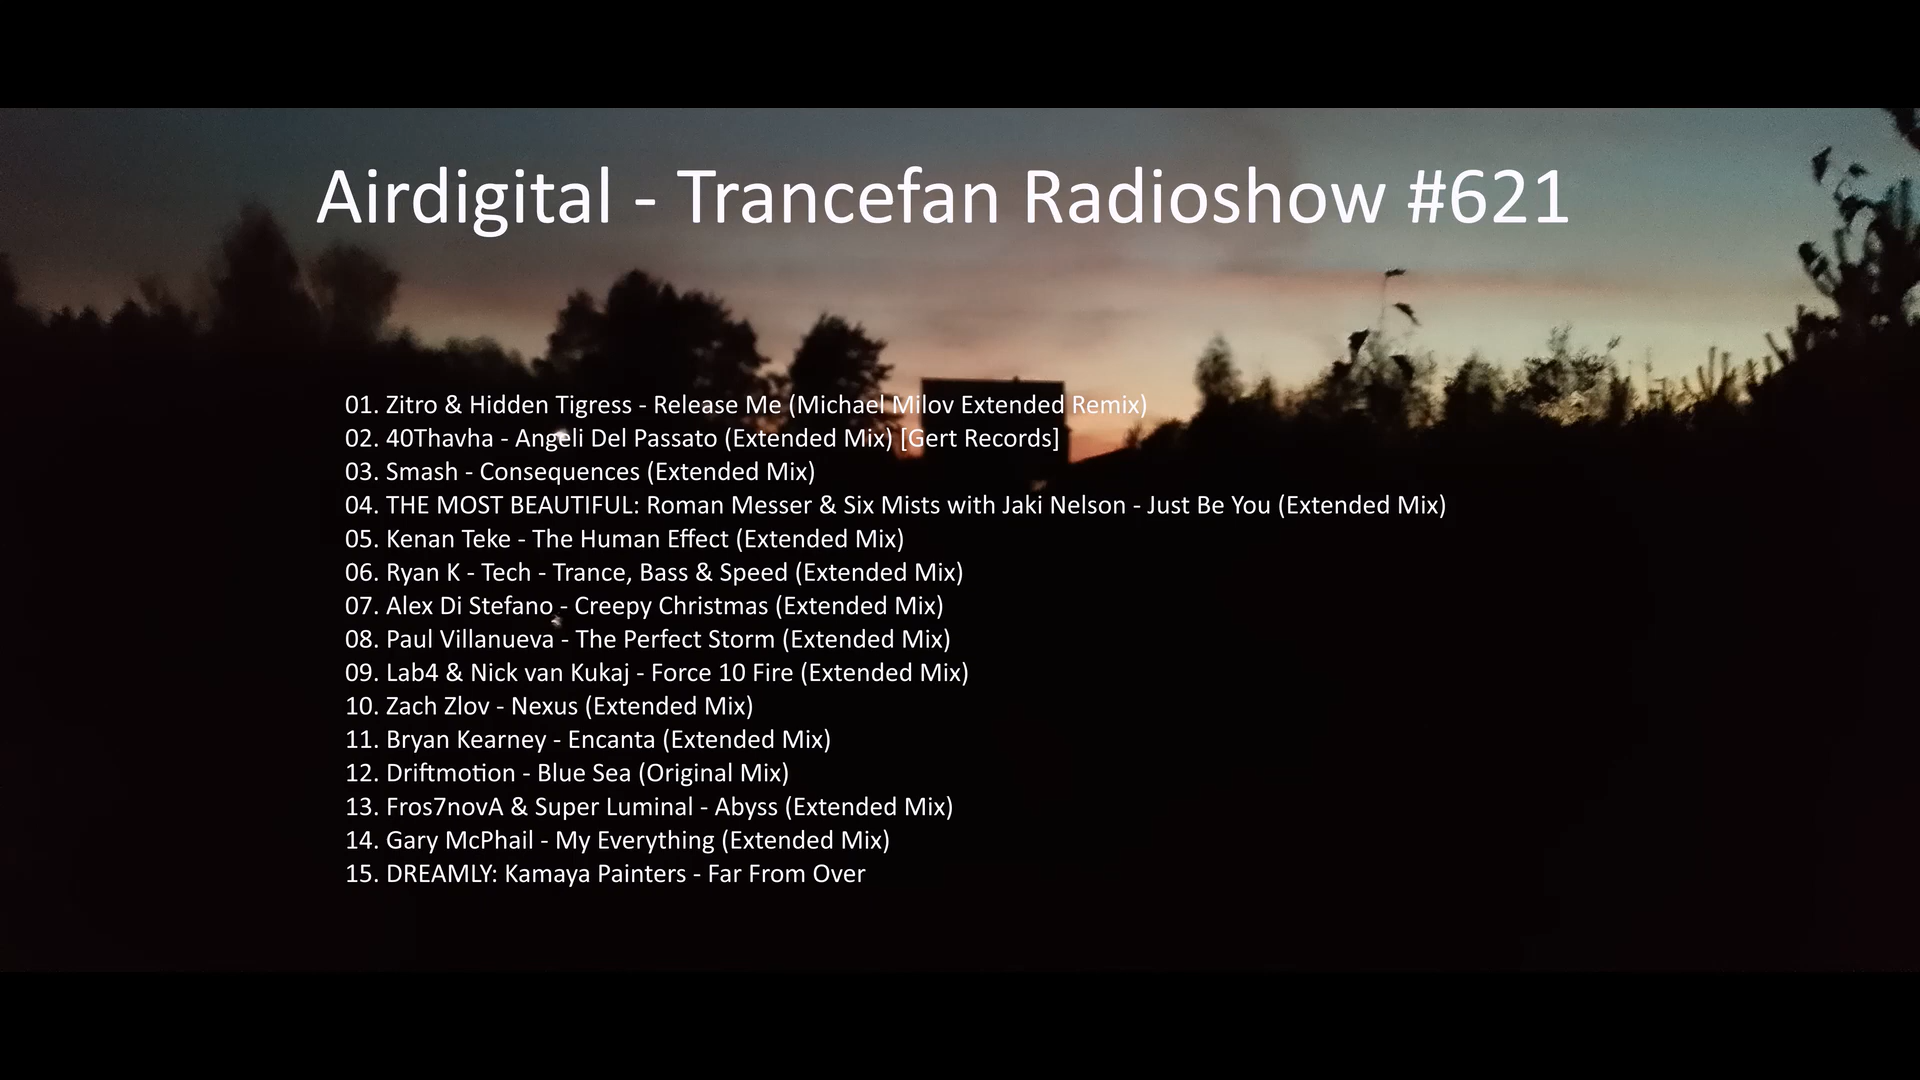 Airdigital - Trancefan Radioshow #621
01. Zitro & Hidden Tigress - Release Me (Michael Milov Extended Remix)
02. 40Thavha - Angeli Del Passato (Extended Mix) [Gert Records]
03. Smash - Consequences (Extended Mix)
04. THE MOST BEAUTIFUL: Roman Messer & Six Mists with Jaki Nelson - Just Be You (Extended Mix)
05. Kenan Teke - The Human Effect (Extended Mix)
06. Ryan K - Tech - Trance, Bass & Speed (Extended Mix)
07. Alex Di Stefano - Creepy Christmas (Extended Mix)
08. Paul Villanueva - The Perfect Storm (Extended Mix)
09. Lab4 & Nick van Kukaj - Force 10 Fire (Extended Mix)
10. Zach Zlov - Nexus (Extended Mix)
11. Bryan Kearney - Encanta (Extended Mix)
12. Driftmotion - Blue Sea (Original Mix)
13. Fros7novA & Super Luminal - Abyss (Extended Mix)
14. Gary McPhail - My Everything (Extended Mix)
15. DREAMLY: Kamaya Painters - Far From Over